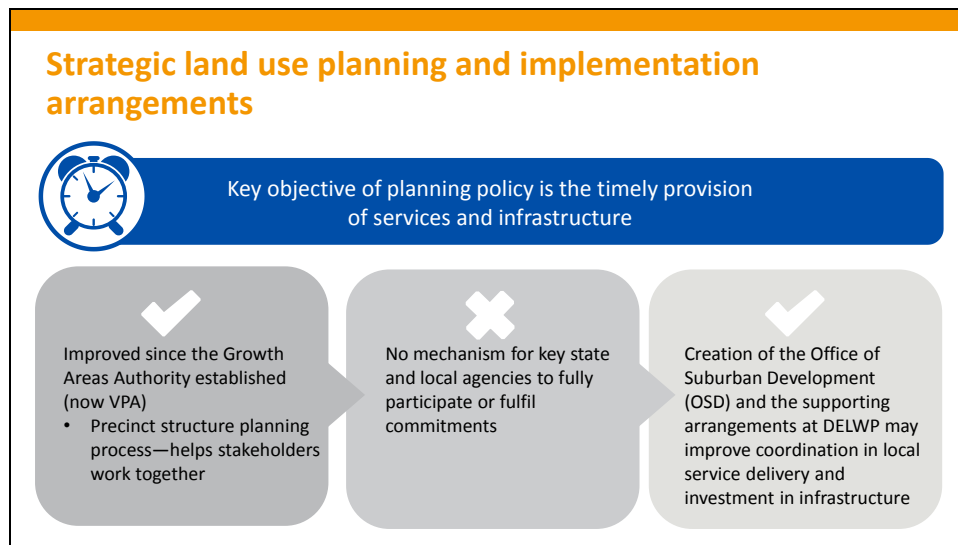 Strategic land use planning and implementation
arrangements
Key objective of planning policy is the timely provision
of services and infrastructure
Improved since the Growth
Areas Authority established
(now VPA)
• Precinct structure planning
process—helps stakeholders
work together
No mechanism for key state
and local agencies to fully
participate or fulfil
commitments
Creation of the Office of
Suburban Development
(OSD) and the supporting
arrangements at DELWP may
improve coordination in local
service delivery and
investment in infrastructure